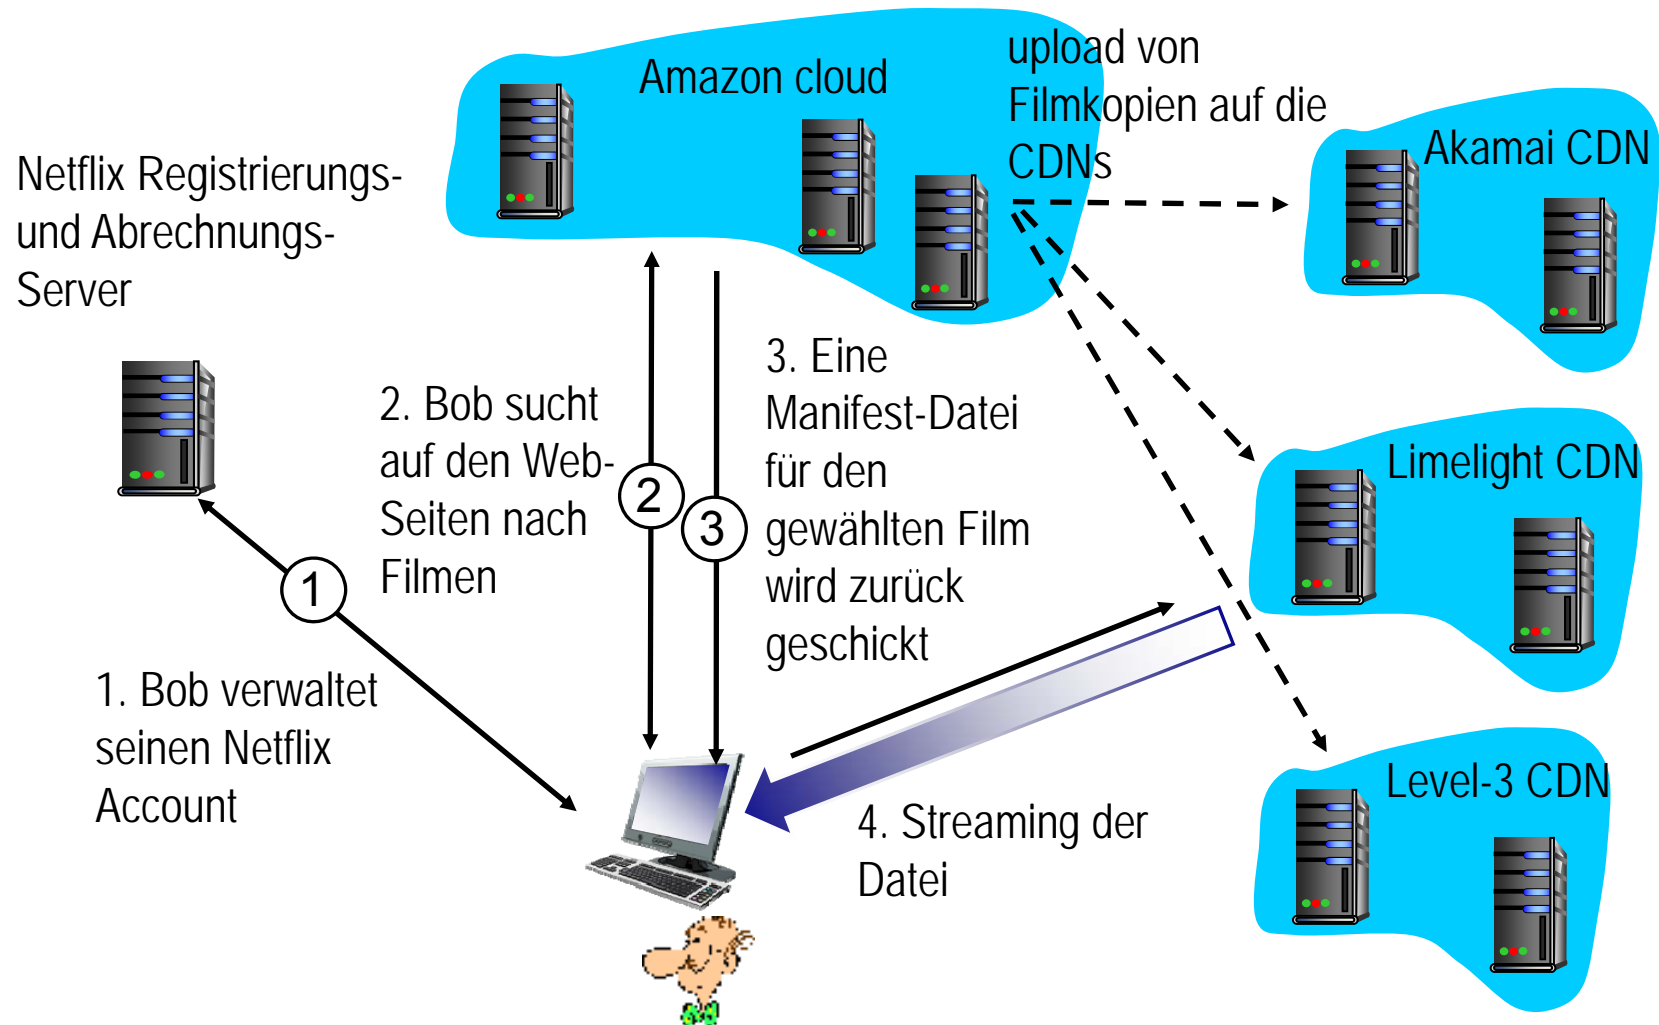 Amazon cloud
upload von
Filmkopien auf die
CDNs
Akamai CDN
Netflix Registrierungs-
und Abrechnungs-
Server
3. Eine
Manifest-Datei
für den
gewählten Film
wird zurück
geschickt
2. Bob sucht
auf den Web-
Seiten nach
Filmen
Limelight CDN
2
3
1
1. Bob verwaltet
seinen Netflix
Account
Level-3 CDN
4. Streaming der
Datei